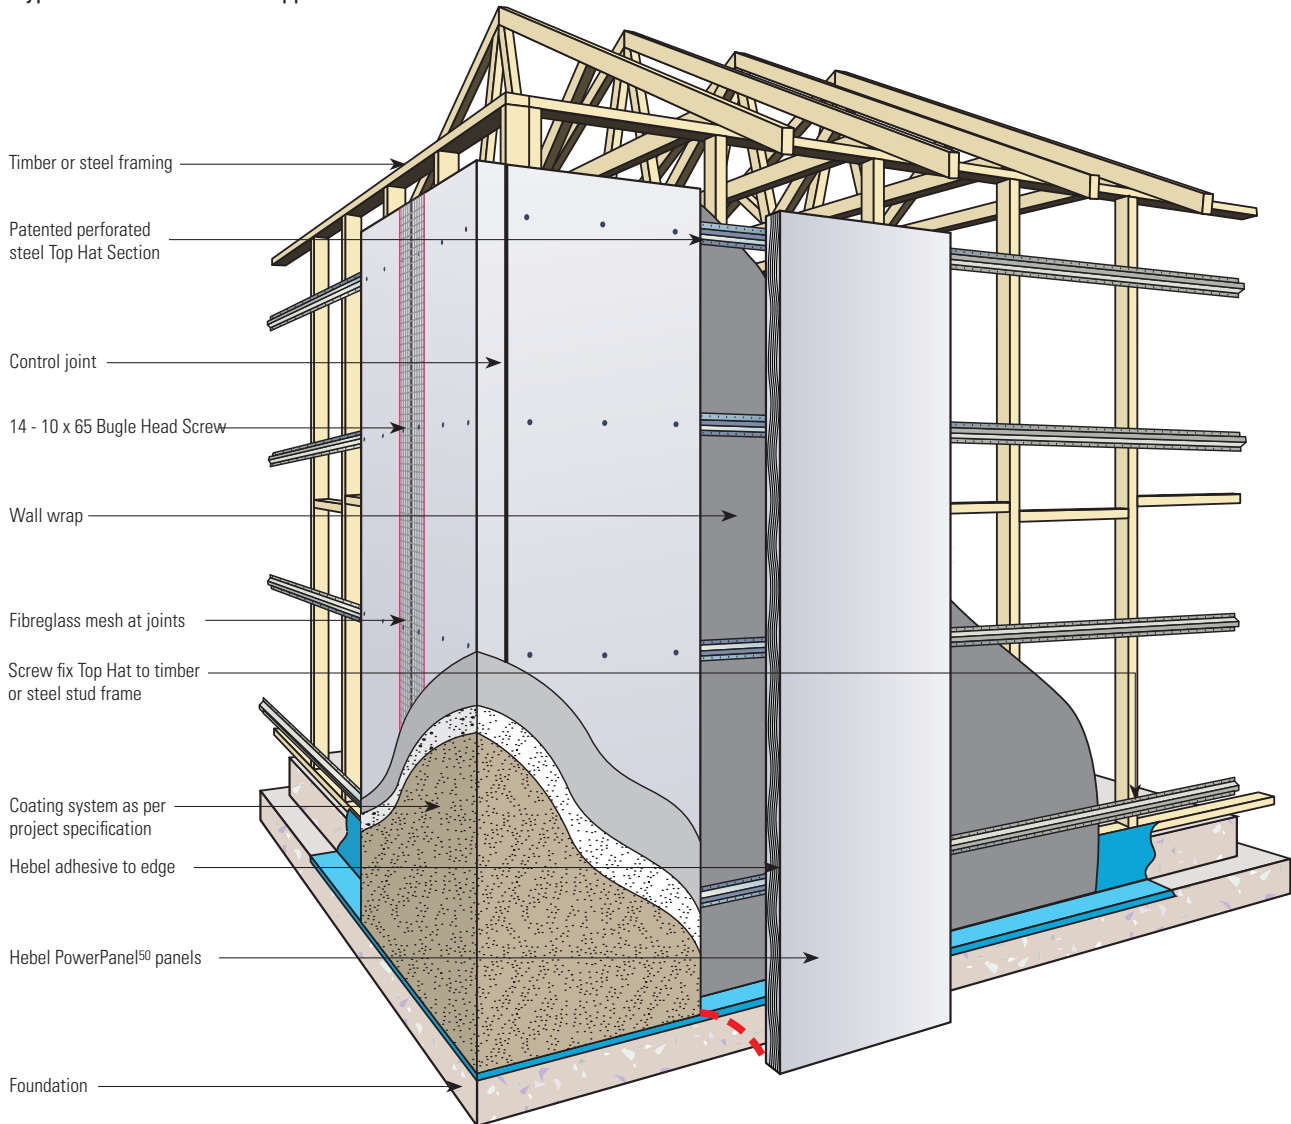 Timber or steel framing
Patented perforated
steel Top Hat Section
Control joint
14 - 10 x 65 Bugle Head Screw
Wall wrap
Fibreglass mesh at joints
Screw fix Top Hat to timber
or steel stud frame
Coating system as per
project specification
Hebel adhesive to edge
Hebel PowerPanel⁵⁰ panels
Foundation